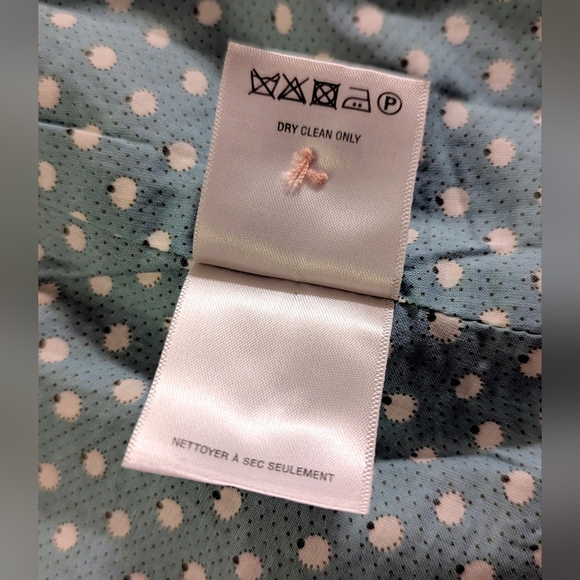 P
DRY CLEAN ONLY
NETTOYER À SEC SEULEMENT